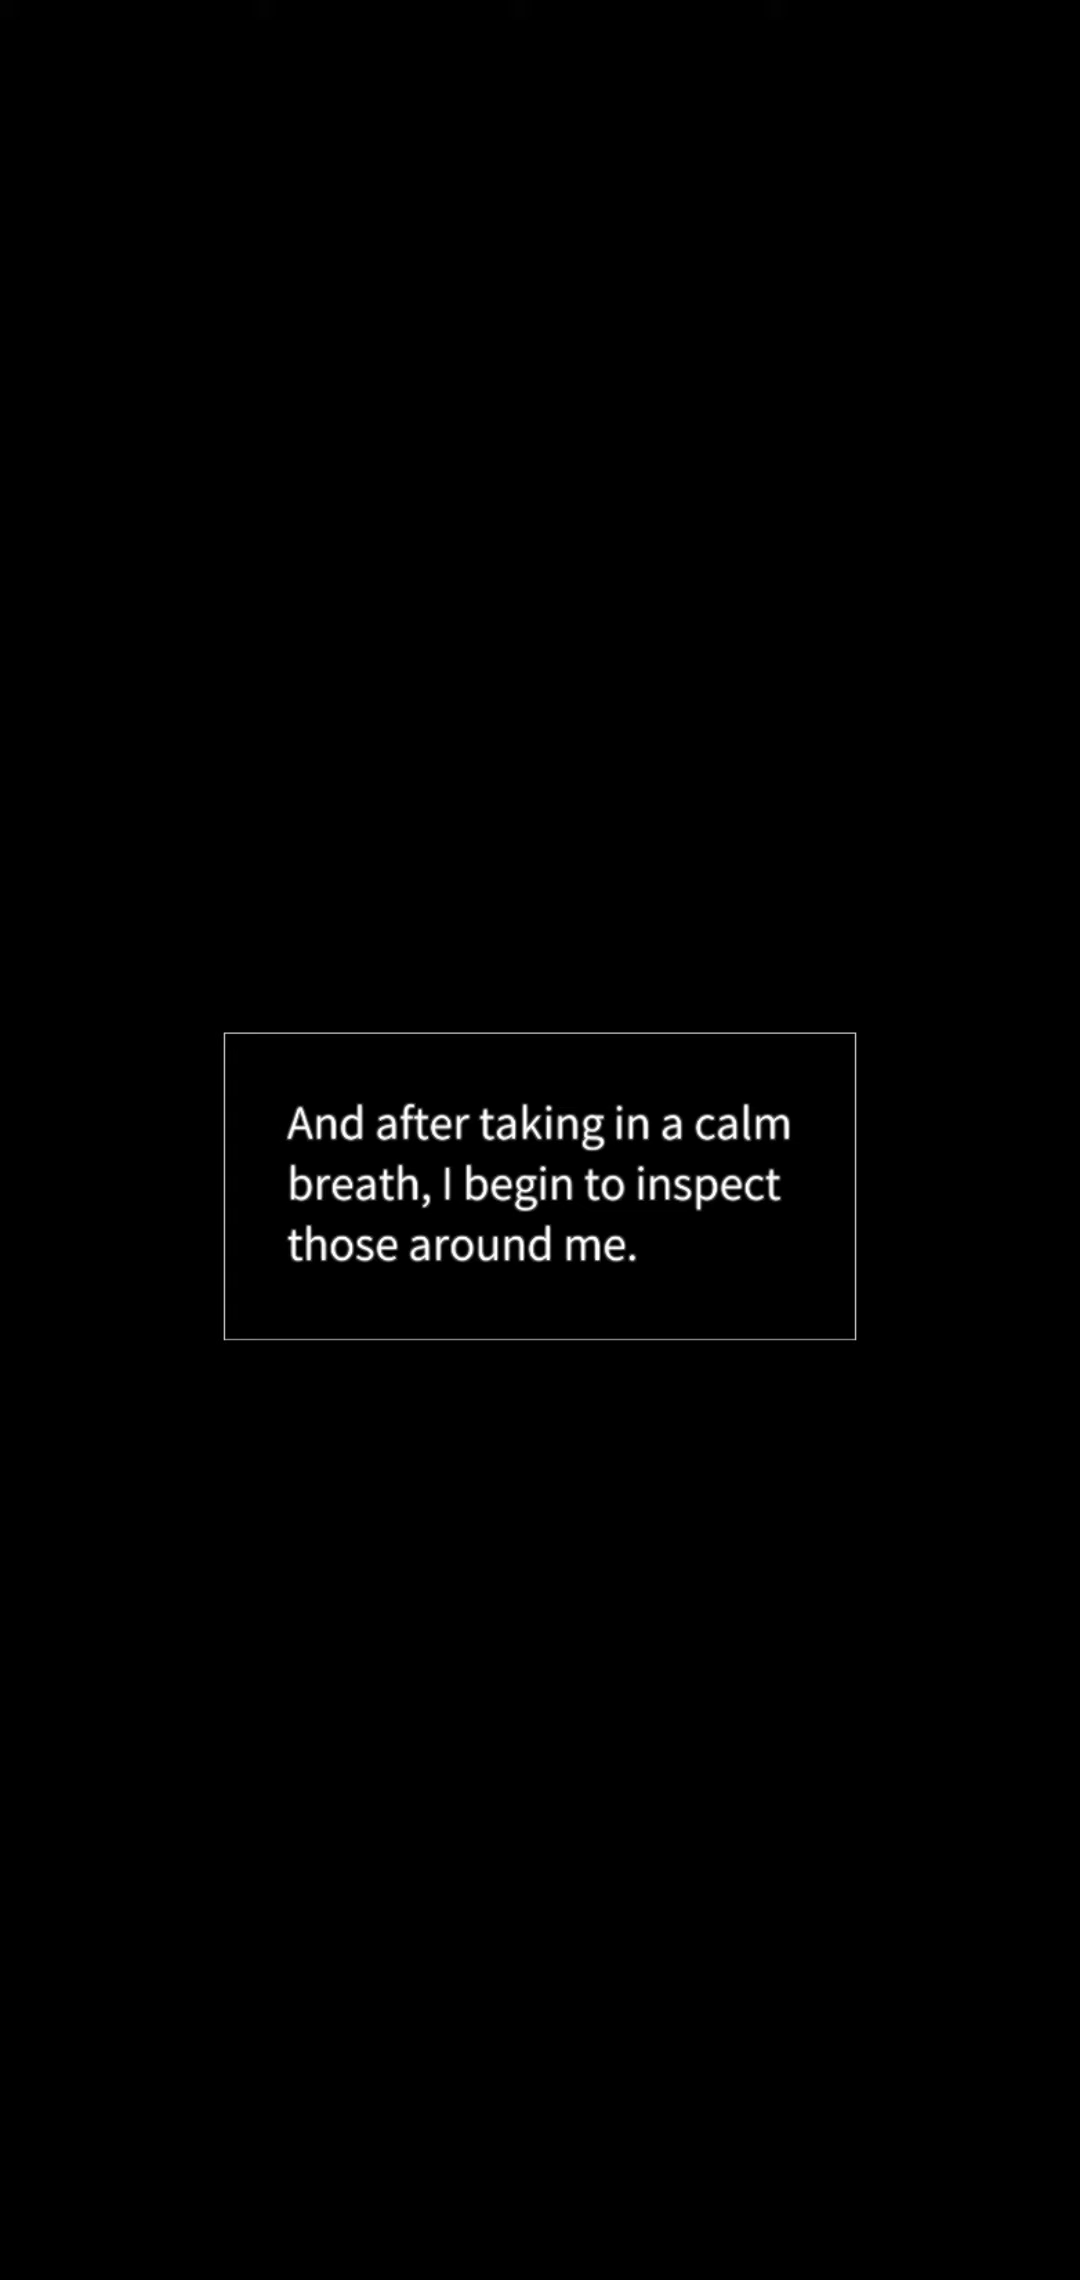 And after taking in a calm
breath, I begin to inspect
those around me.